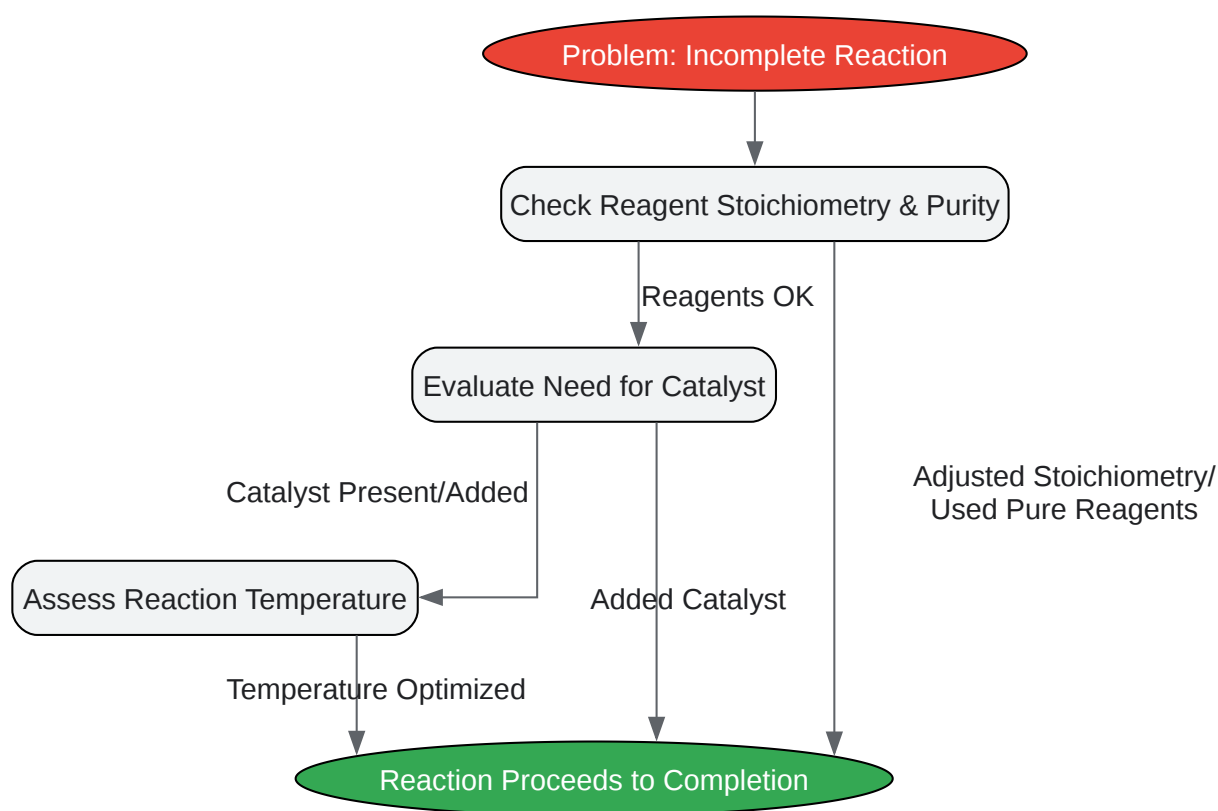 Problem: Incomplete Reaction
Check Reagent Stoichiometry & Purity
Reagents OK
Evaluate Need for Catalyst
Catalyst Present/Added
Adjusted Stoichiometry/
Used Pure Reagents
Assess Reaction Temperature
Added Catalyst
Temperature Optimized
Reaction Proceeds to Completion